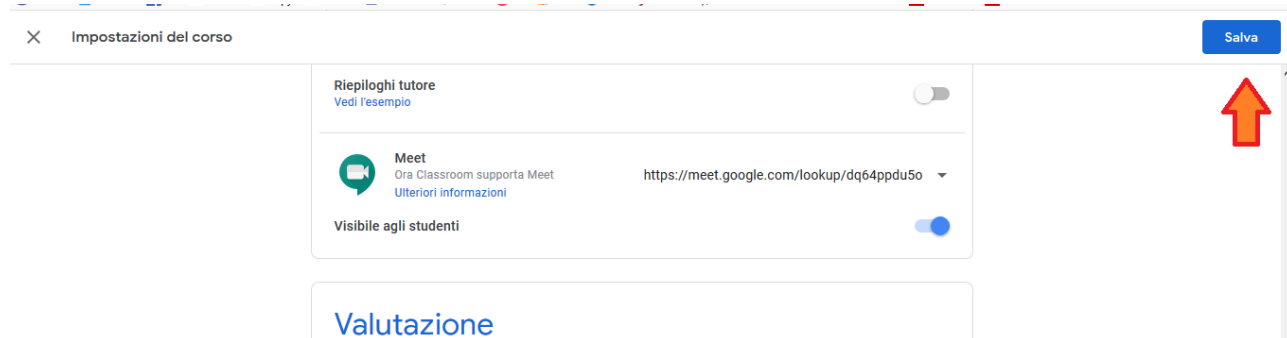 Impostazioni del corso
Salva
Riepiloghi tutore
Vedi l'esempio
Meet
Ora Classroom supporta Meet
https://meet.google.com/lookup/dq64ppdu5o
Ulteriori informazioni
Visibile agli studenti
Valutazione